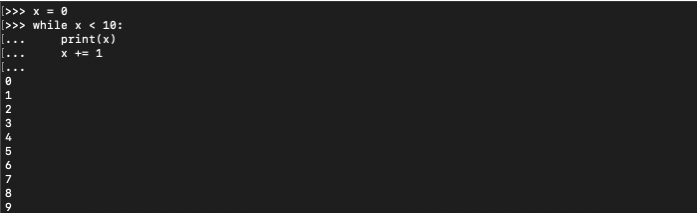 [>>> x = 0
[>>> while x < 10:
[...     print(x)
[...     x += 1
[...
0
1
2
3
4
5
6
7
8
9